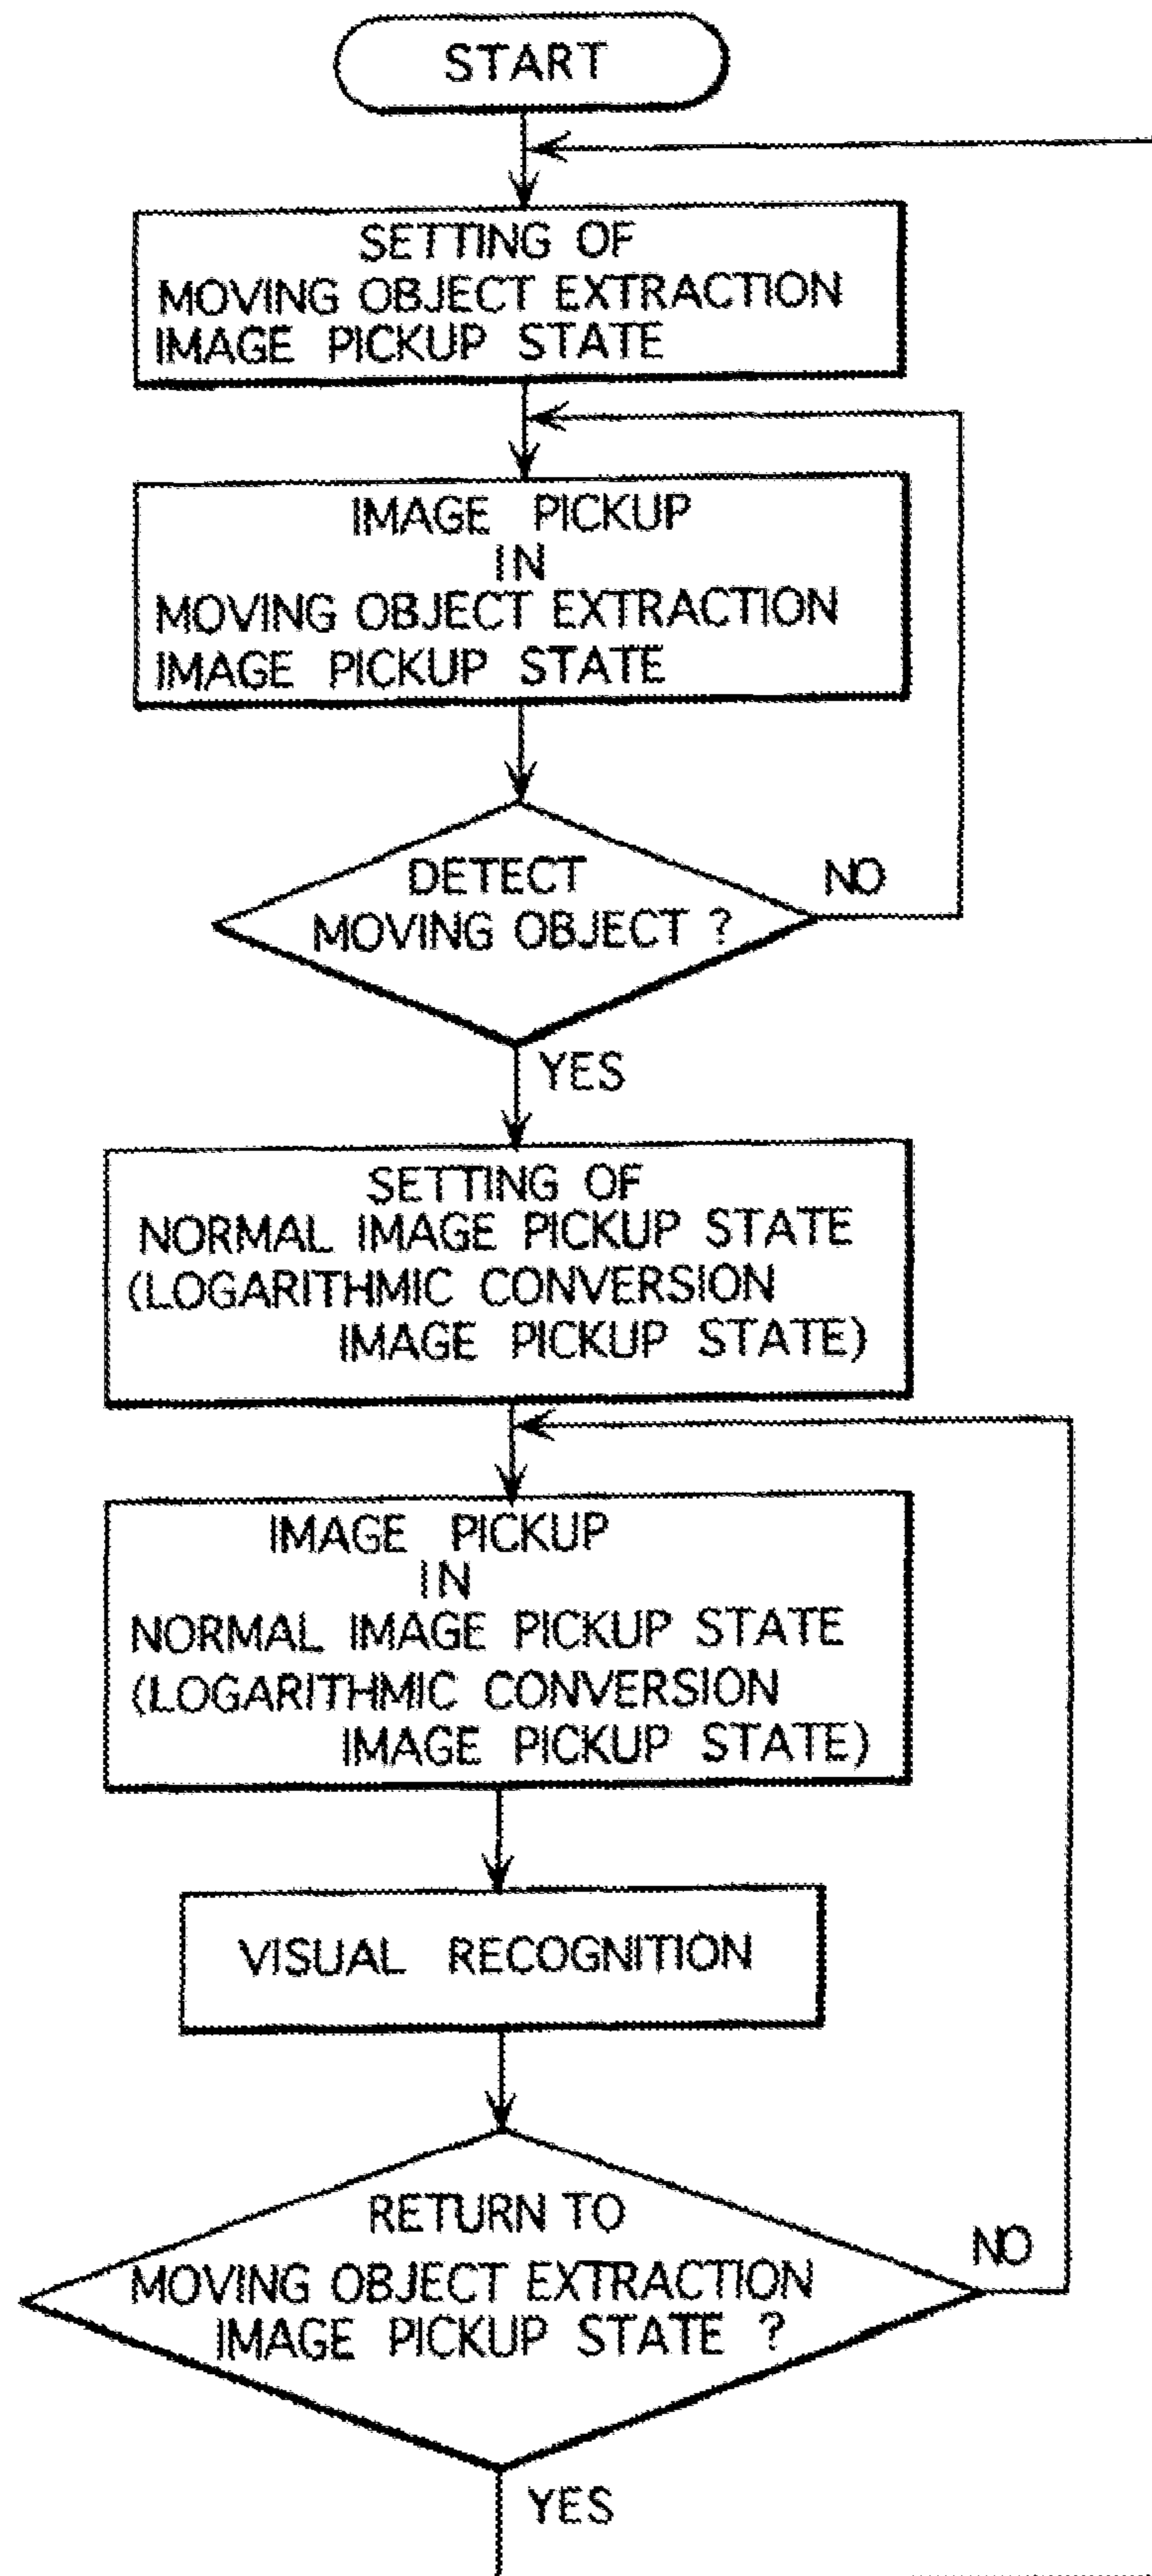 START
SETTING OF
MOVING OBJECT EXTRACTION
IMAGE PICKUP STATE
IMAGE PICKUP
IN
MOVING OBJECT EXTRACTION
IMAGE PICKUP STATE
DETECT
MOVING OBJECT ?
NO
YES
SETTING OF
NORMAL IMAGE PICKUP STATE
(LOGARITHMIC CONVERSION
IMAGE PICKUP STATE)
IMAGE PICKUP
IN
NORMAL IMAGE PICKUP STATE
(LOGARITHMIC CONVERSION
IMAGE PICKUP STATE)
VISUAL RECOGNITION
RETURN TO
MOVING OBJECT EXTRACTION
IMAGE PICKUP STATE ?
NO
YES